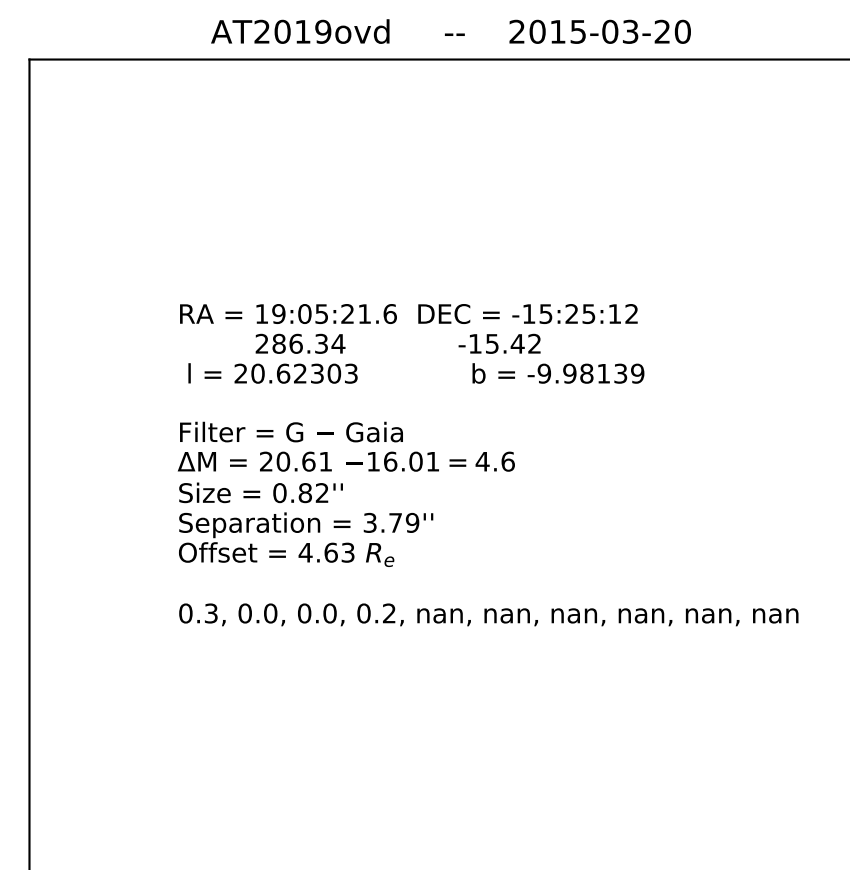 AT2019ovd -- 2015-03-20
RA = 19:05:21.6 DEC = -15:25:12
286.34 -15.42
l = 20.62303 b = -9.98139
Filter = G − Gaia
ΔM = 20.61 −16.01 = 4.6
Size = 0.82''
Separation = 3.79''
Offset = 4.63 Rₑ
0.3, 0.0, 0.0, 0.2, nan, nan, nan, nan, nan, nan